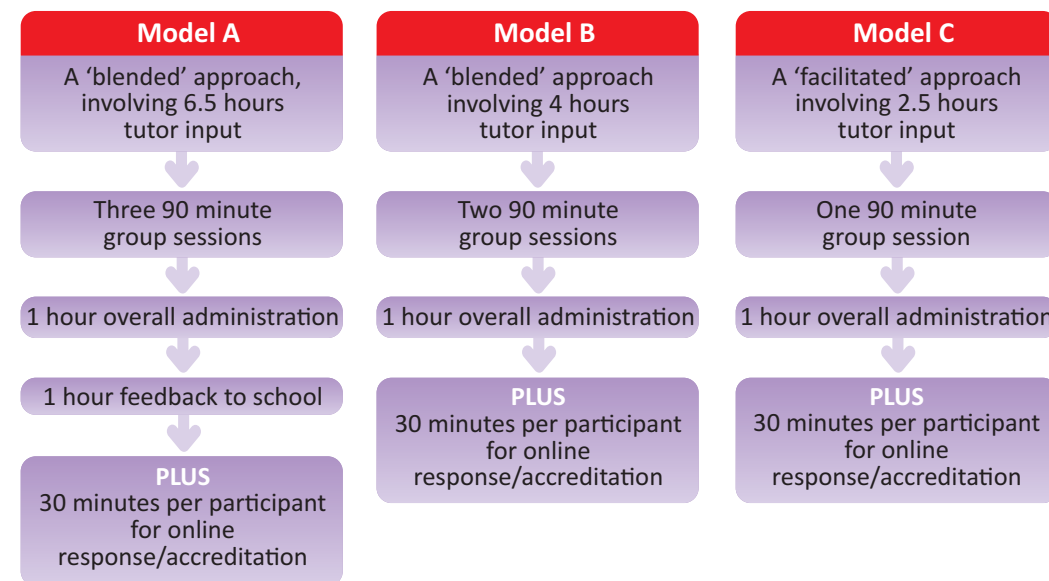 Model A
A ‘blended’ approach,
involving 6.5 hours
tutor input
Three 90 minute
group sessions
1 hour overall administration
1 hour feedback to school
PLUS
30 minutes per participant
for online
response/accreditation
Model B
A ‘blended’ approach
involving 4 hours
tutor input
Two 90 minute
group sessions
1 hour overall administration
PLUS
30 minutes per participant
for online
response/accreditation
Model C
A ‘facilitated’ approach
involving 2.5 hours
tutor input
One 90 minute
group session
1 hour overall administration
PLUS
30 minutes per participant
for online
response/accreditation